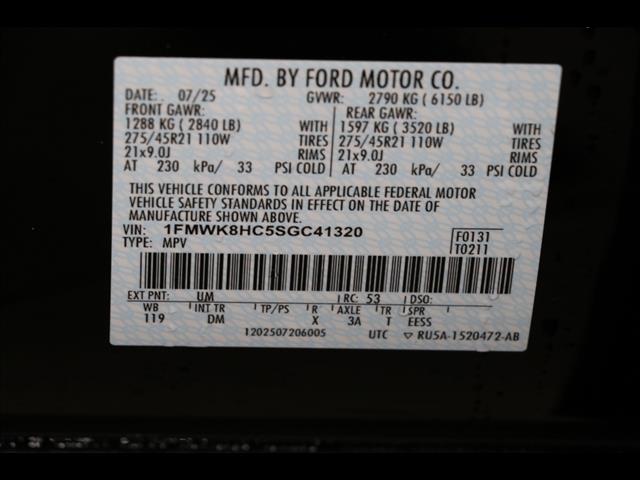 MFD. BY FORD MOTOR CO.
DATE: 07/25 GVWR: 2790 KG ( 6150 LB)
FRONT GAWR: REAR GAWR:
1288 KG ( 2840 LB) WITH 1597 KG ( 3520 LB) WITH
275/45R21 110W TIRES 275/45R21 110W TIRES
21x9.0J RIMS 21x9.0J RIMS
AT 230 kPa/ 33 PSI COLD AT 230 kPa/ 33 PSI COLD
THIS VEHICLE CONFORMS TO ALL APPLICABLE FEDERAL MOTOR
VEHICLE SAFETY STANDARDS IN EFFECT ON THE DATE OF
MANUFACTURE SHOWN ABOVE.
VIN: 1FMWK8HC5SGC41320 F0131
TYPE: MPV T0211
EXT PNT: UM RC: 53 DSO:
WB INT TR TP/PS R AXLE TR SPR
119 DM X 3A T EESS
1202507206005 UTC ▽ RU5A-1520472-AB